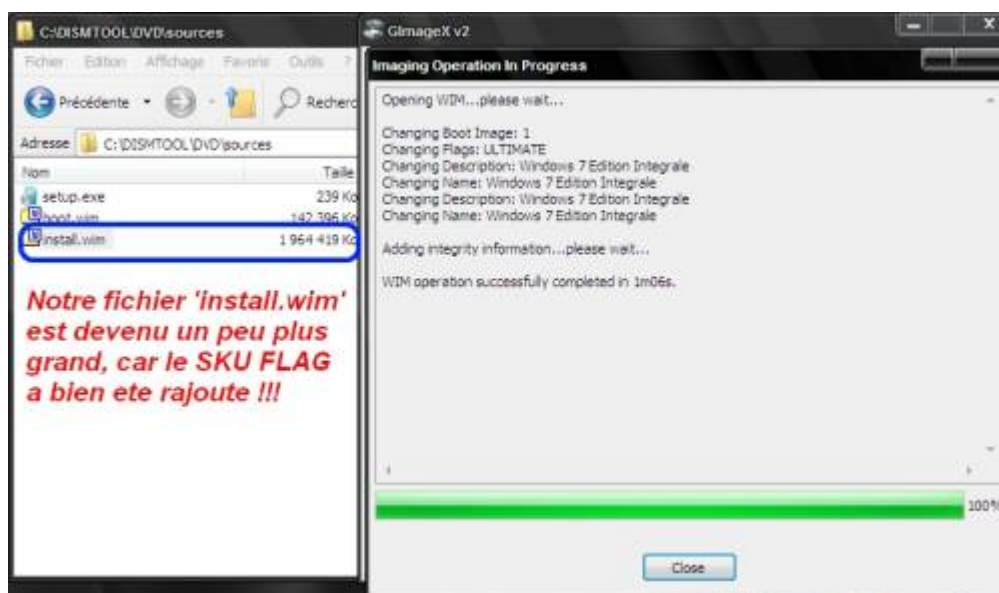 C:\DISMTOOL\DVD\sources
Fichier Edition Affichage Favoris Outils ?
Précédente
Recherc
Adresse C:\DISMTOOL\DVD\sources
Nom Taille
setup.exe 239 Ko
boot.wim 142 396 Ko
install.wim 1 964 419 Ko
Notre fichier 'install.wim'
est devenu un peu plus
grand, car le SKU FLAG
a bien ete rajoute !!!
GImageX v2
Imaging Operation In Progress
Opening WIM...please wait...
Changing Boot Image: 1
Changing Flags: ULTIMATE
Changing Description: Windows 7 Edition Integrale
Changing Name: Windows 7 Edition Integrale
Changing Description: Windows 7 Edition Integrale
Changing Name: Windows 7 Edition Integrale
Adding integrity information...please wait...
WIM operation successfully completed in 1m06s.
100%
Close